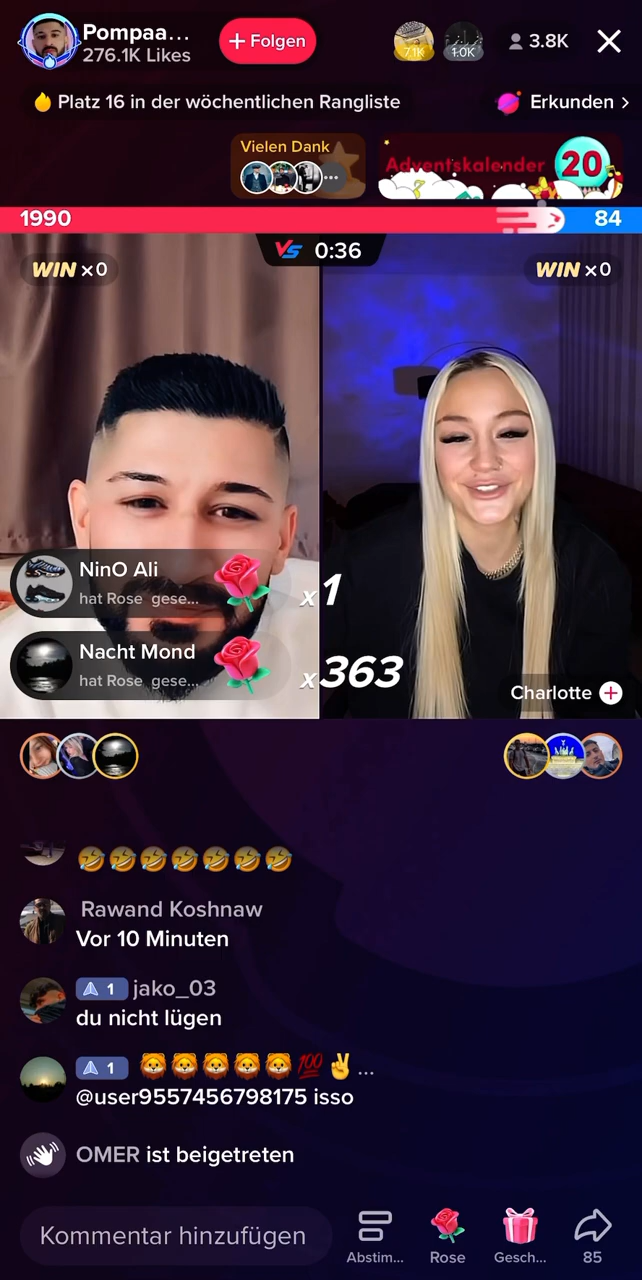 Pompaa...
276.1K Likes
+ Folgen
7.1K
1.0K
3.8K
Platz 16 in der wöchentlichen Rangliste
Erkunden >
Vielen Dank
Adventskalender 20
1990
84
VS 0:36
WIN x0
WIN x0
NinO Ali
hat Rose gese...
x1
Nacht Mond
hat Rose gese...
x363
Charlotte +
🤣🤣🤣🤣🤣🤣🤣
Rawand Koshnaw
Vor 10 Minuten
1 jako_03
du nicht lügen
1 🦁🦁🦁🦁🦁💯✌️...
@user9557456798175 isso
OMER ist beigetreten
Kommentar hinzufügen
Abstim...
Rose
Gesch...
85